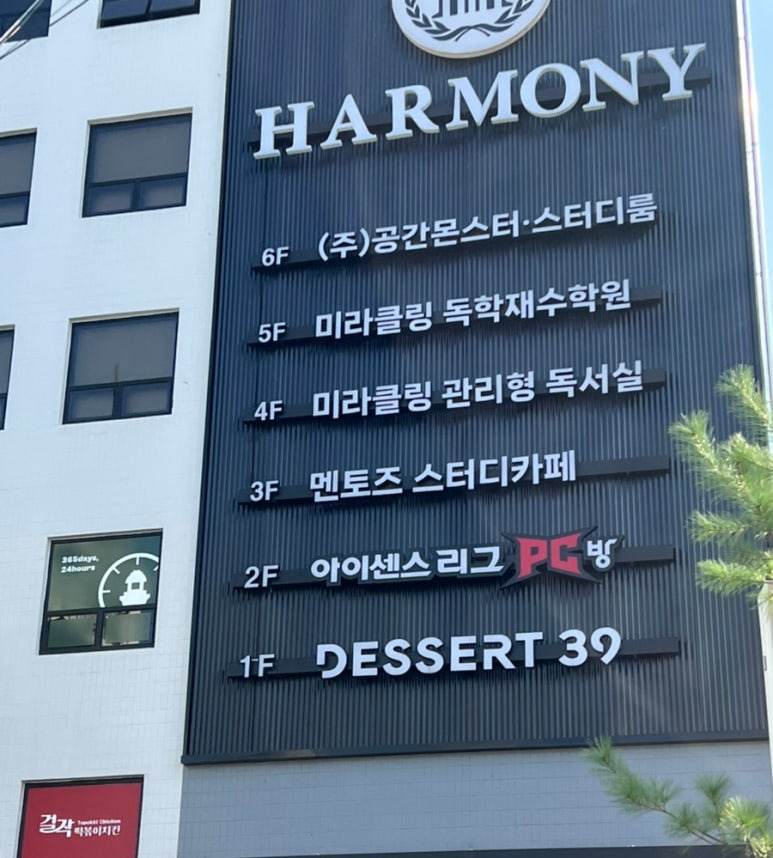 HARMONY
6F (주)공간몬스터·스터디룸
5F 미라클링 독학재수학원
4F 미라클링 관리형 독서실
3F 멘토즈 스터디카페
2F 아이센스리그 PC방
1F DESSERT 39
365days,
24hours
걸작 Topokki Chicken
떡볶이치킨